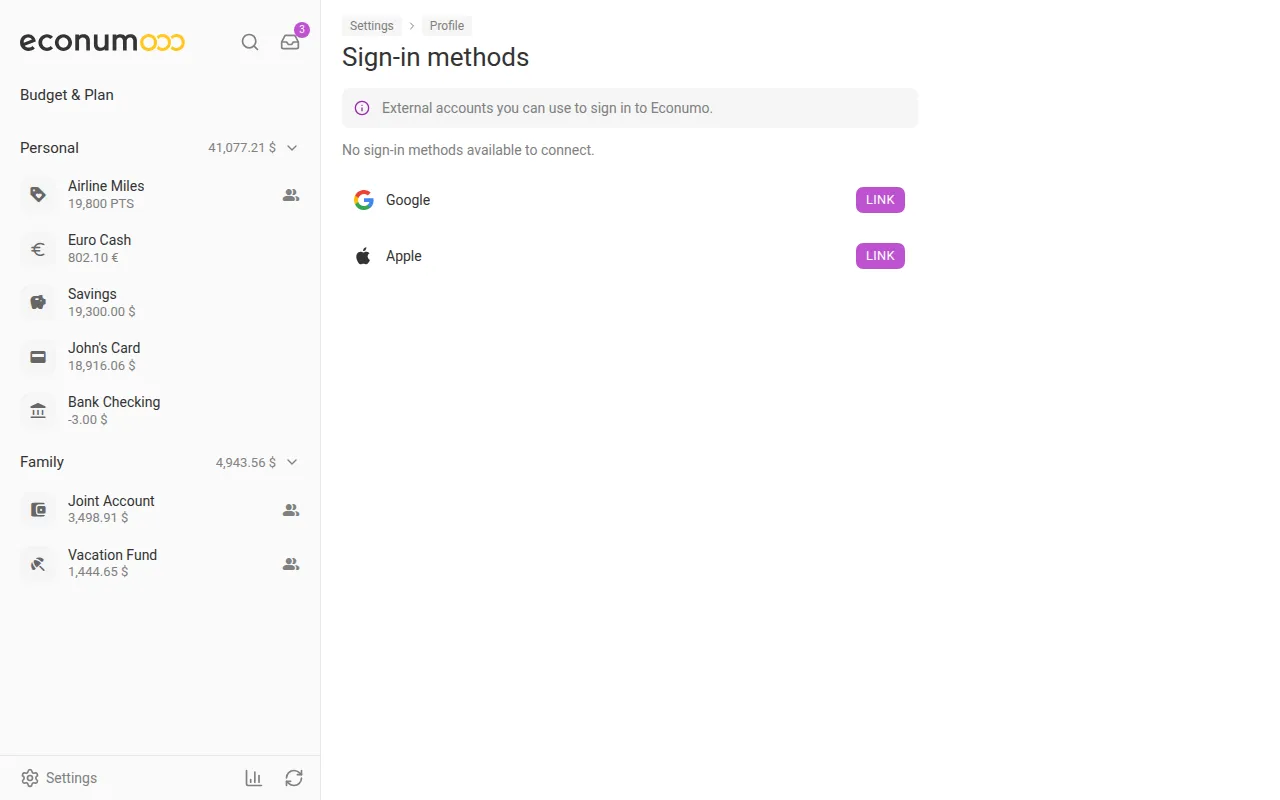 econumo
3
Budget & Plan
Personal 41,077.21 $
Airline Miles
19,800 PTS
Euro Cash
802.10 €
Savings
19,300.00 $
John's Card
18,916.06 $
Bank Checking
-3.00 $
Family 4,943.56 $
Joint Account
3,498.91 $
Vacation Fund
1,444.65 $
Settings
Settings > Profile
Sign-in methods
External accounts you can use to sign in to Econumo.
No sign-in methods available to connect.
Google LINK
Apple LINK